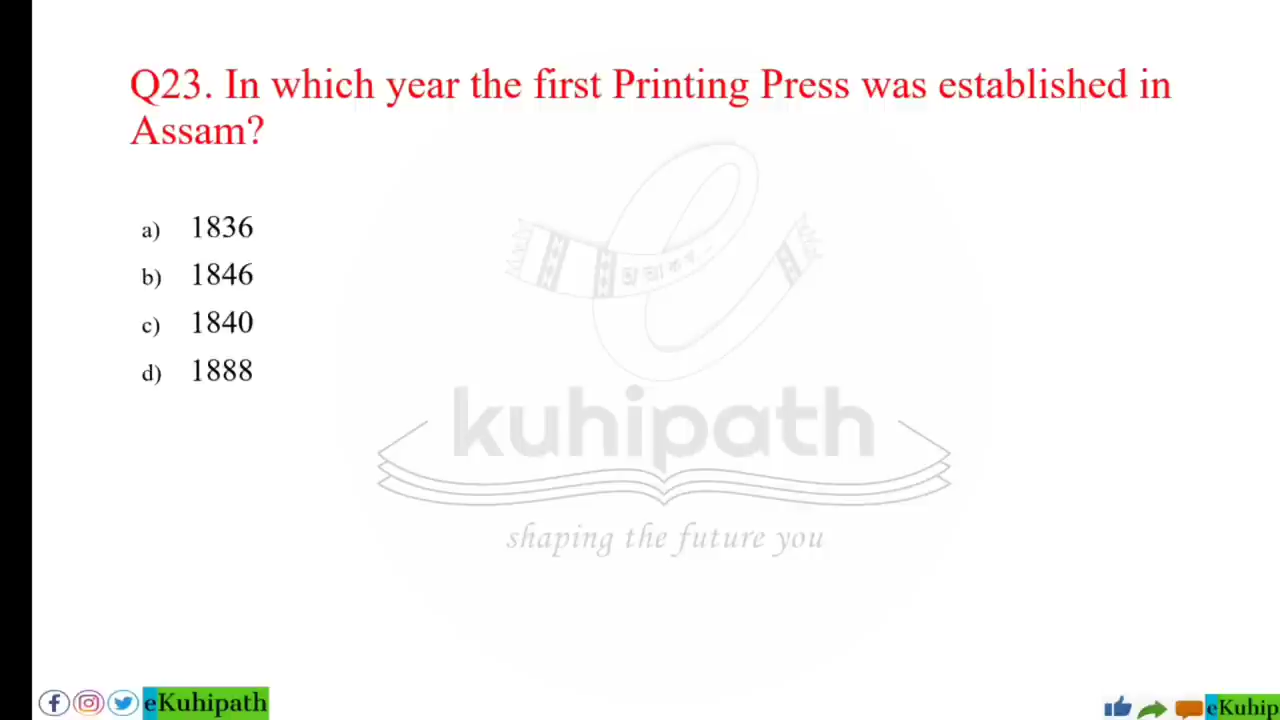 Q23. In which year the first Printing Press was established in
Assam?
a) 1836
b) 1846
c) 1840
d) 1888
kuhipath
shaping the future you
eKuhipath
eKuhip